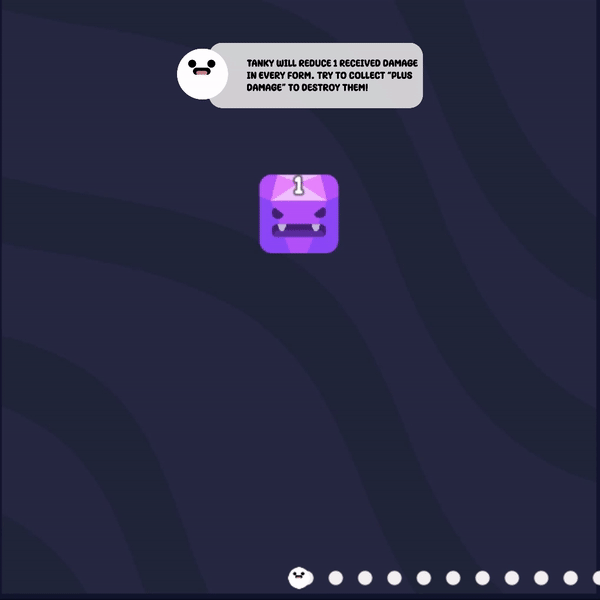 TANKY WILL REDUCE 1 RECEIVED DAMAGE
IN EVERY FORM. TRY TO COLLECT "PLUS
DAMAGE" TO DESTROY THEM!
1